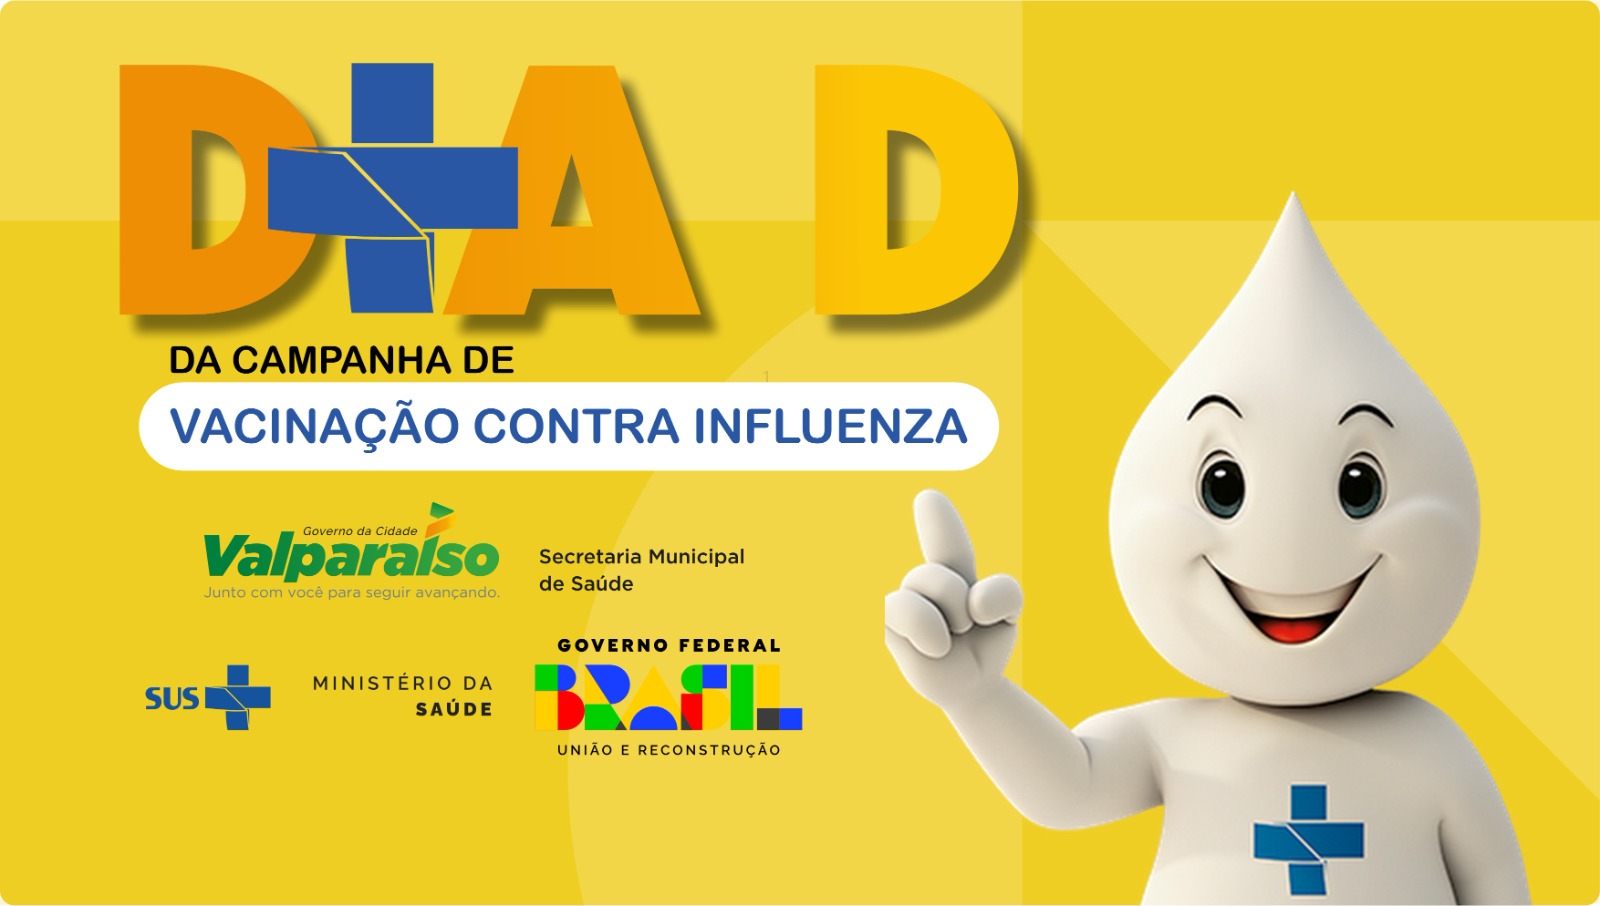 DIA D
DA CAMPANHA DE
VACINAÇÃO CONTRA INFLUENZA
1
Governo da Cidade
Valparaíso
Junto com você para seguir avançando.
Secretaria Municipal
de Saúde
SUS
MINISTÉRIO DA
SAÚDE
GOVERNO FEDERAL
BRASIL
UNIÃO E RECONSTRUÇÃO